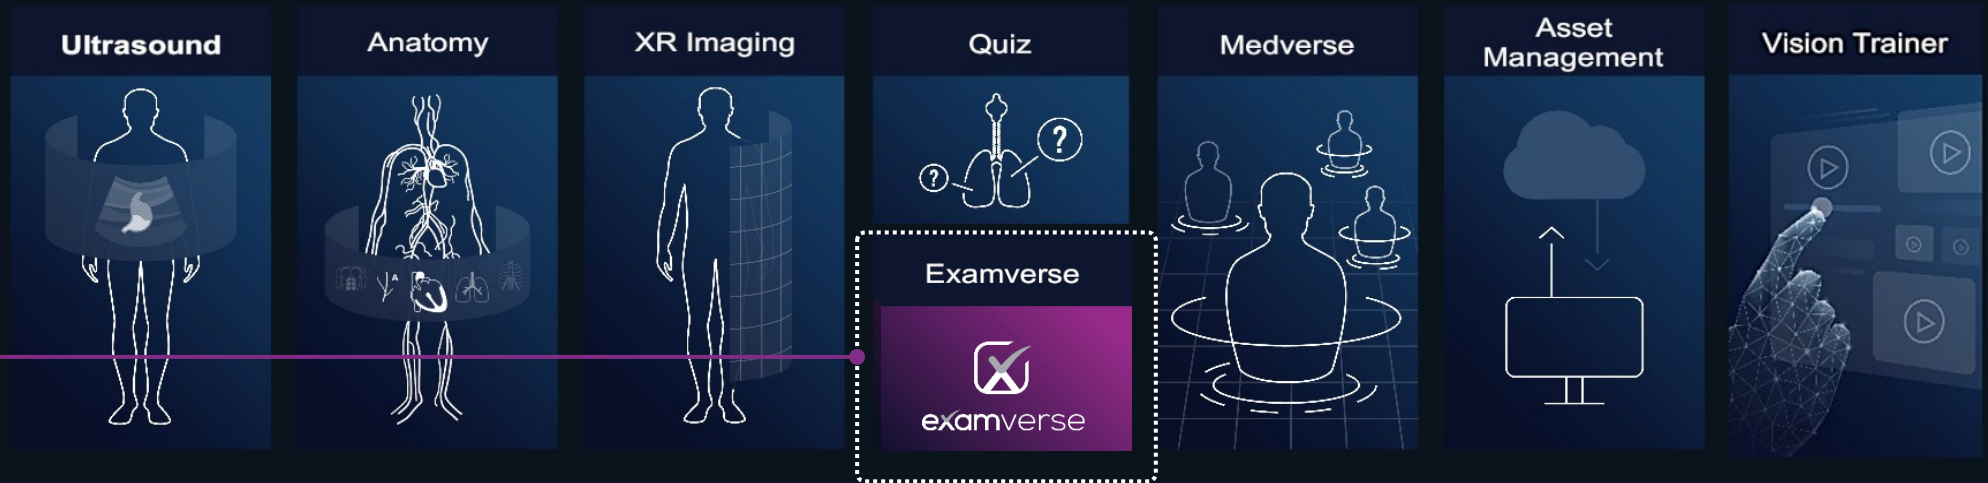 Ultrasound
Anatomy
XR Imaging
Quiz
?
?
Examverse
examverse
Medverse
Asset
Management
Vision Trainer
A